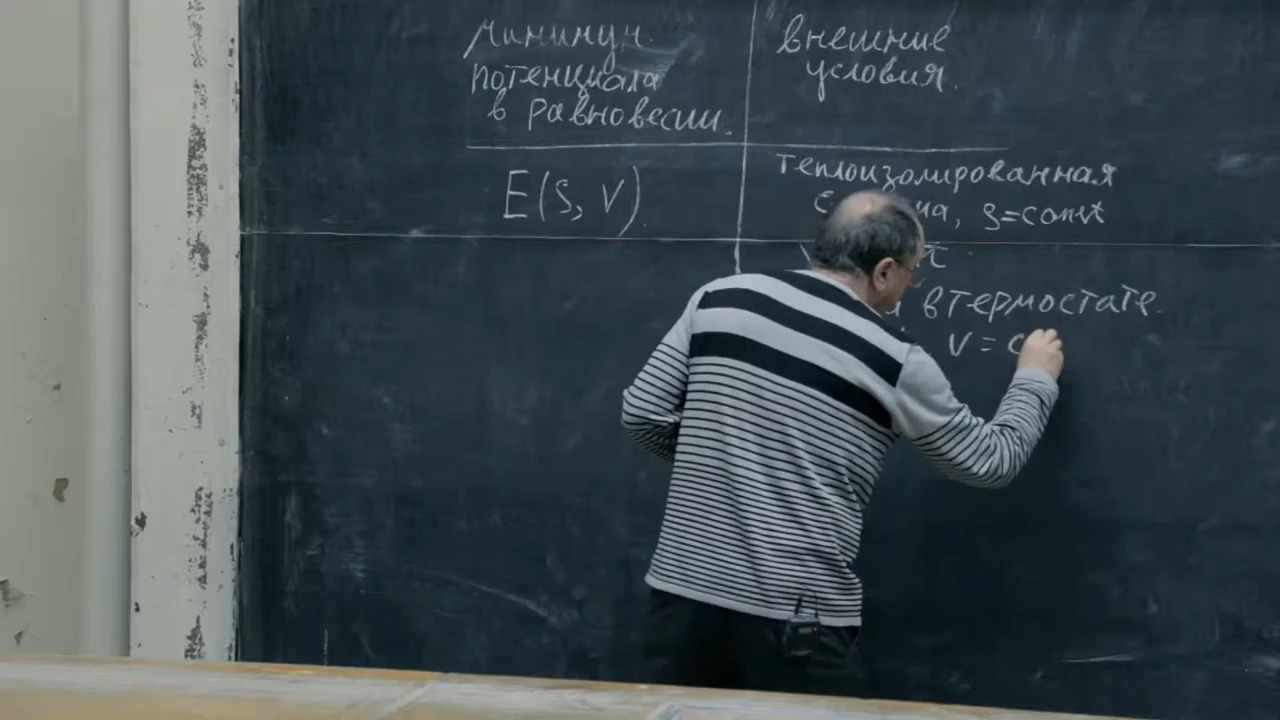 минимум
потенциала
в равновесии.
внешние
условия.
E(S, V)
теплоизолированная
S=const
в термостате.
V =